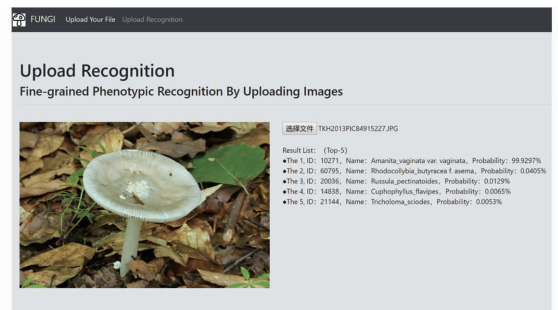 FUNGI Upload Your File Upload Recognition
Upload Recognition
Fine-grained Phenotypic Recognition By Uploading Images
选择文件 TKH2013PIC84915227.JPG
Result List: (Top-5)
●The 1, ID: 10271, Name: Amanita_vaginata var. vaginata, Probability: 99.9297%
●The 2, ID: 60795, Name: Rhodocollybia_butyracea f. asema, Probability: 0.0405%
●The 3, ID: 20036, Name: Russula_pectinatoides, Probability: 0.0129%
●The 4, ID: 14838, Name: Cuphophyllus_flavipes, Probability: 0.0065%
●The 5, ID: 21144, Name: Tricholoma_sciodes, Probability: 0.0053%